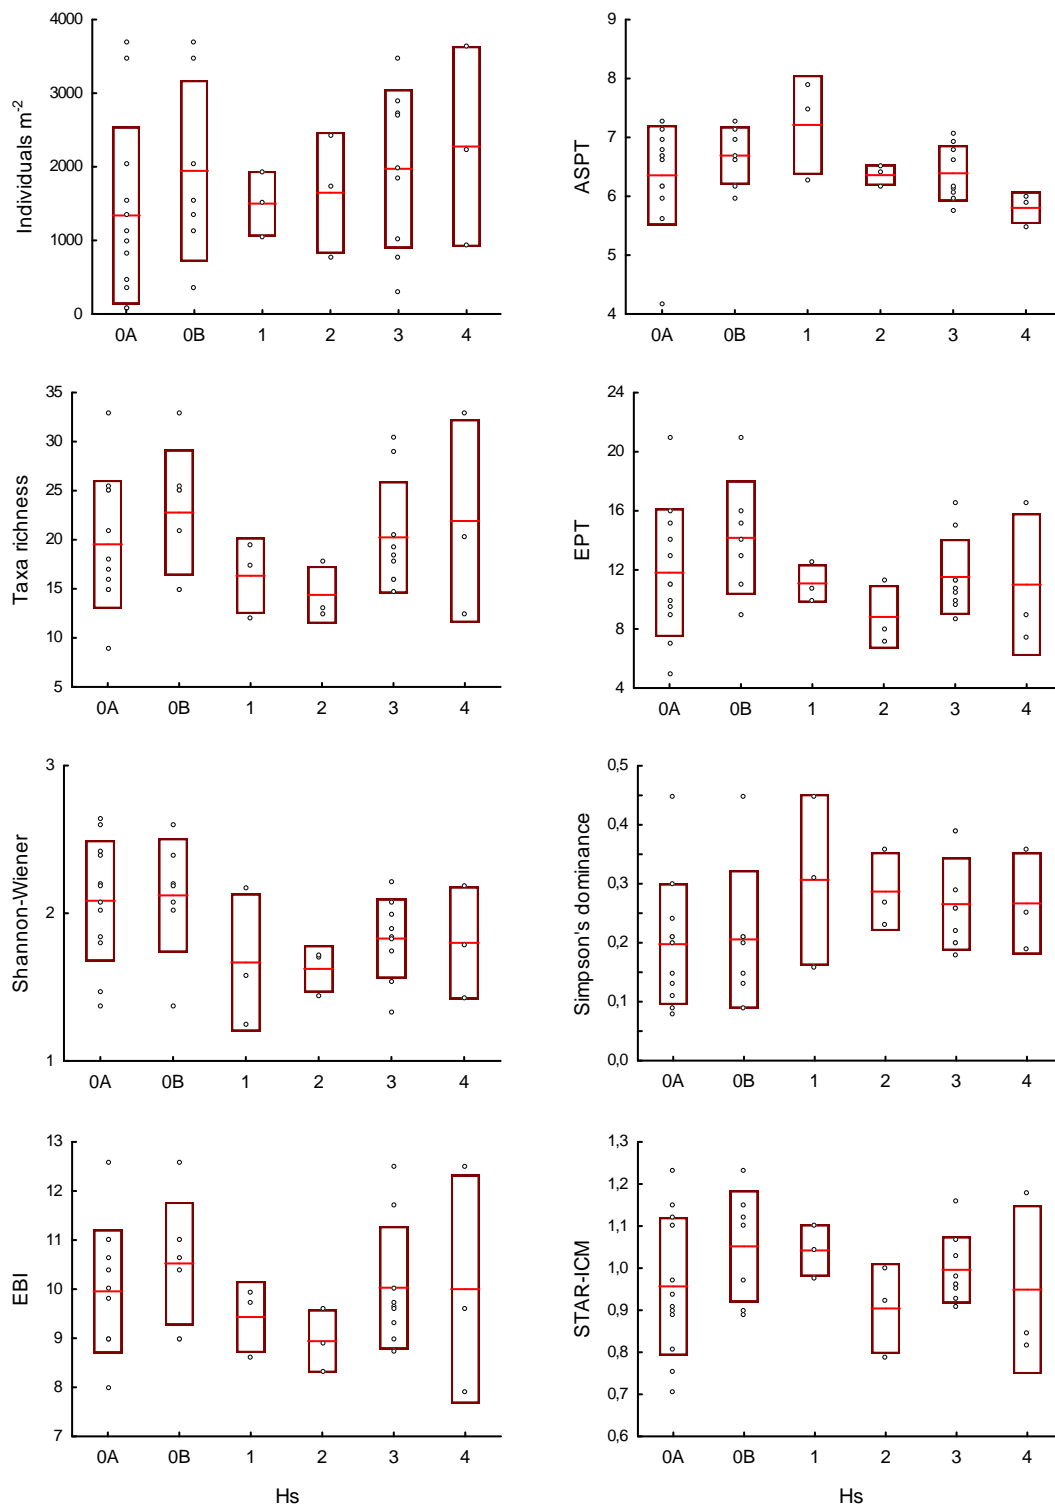 Individuals m-2
4000
3000
2000
1000
0
0A 0B 1 2 3 4
ASPT
9
8
7
6
5
4
0A 0B 1 2 3 4
Taxa richness
35
30
25
20
15
10
5
0A 0B 1 2 3 4
EPT
24
20
16
12
8
4
0A 0B 1 2 3 4
Shannon-Wiener
3
2
1
0A 0B 1 2 3 4
Simpson's dominance
0,5
0,3
0,2
0,1
0,0
0A 0B 1 2 3 4
EBI
13
12
11
10
9
8
7
0A 0B 1 2 3 4
Hs
STAR-ICM
1,3
1,2
1,1
1,0
0,9
0,8
0,7
0,6
0A 0B 1 2 3 4
Hs